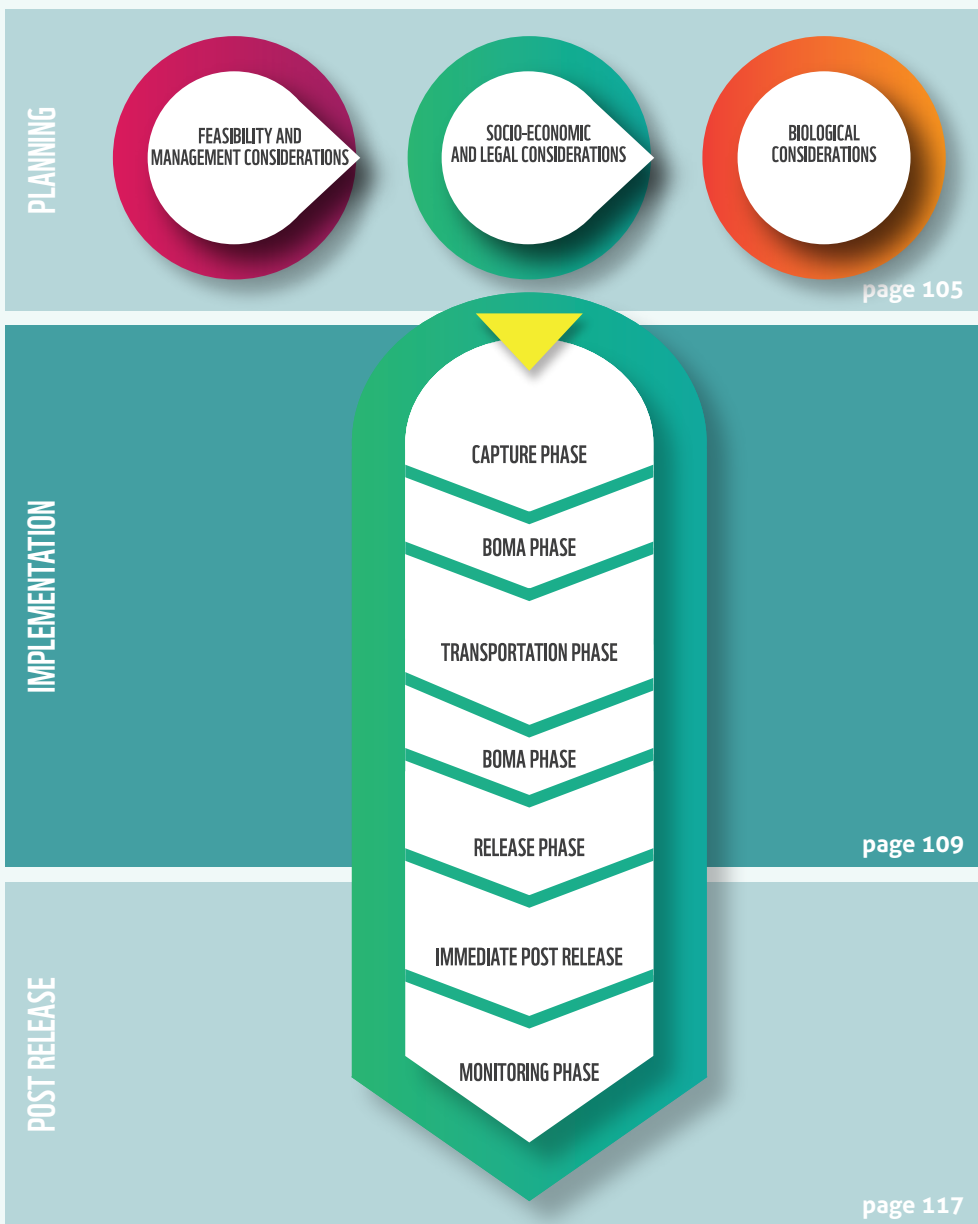 PLANNING
FEASIBILITY AND
MANAGEMENT CONSIDERATIONS
SOCIO-ECONOMIC
AND LEGAL CONSIDERATIONS
BIOLOGICAL
CONSIDERATIONS
page 105
IMPLEMENTATION
CAPTURE PHASE
BOMA PHASE
TRANSPORTATION PHASE
BOMA PHASE
RELEASE PHASE
page 109
POST RELEASE
IMMEDIATE POST RELEASE
MONITORING PHASE
page 117